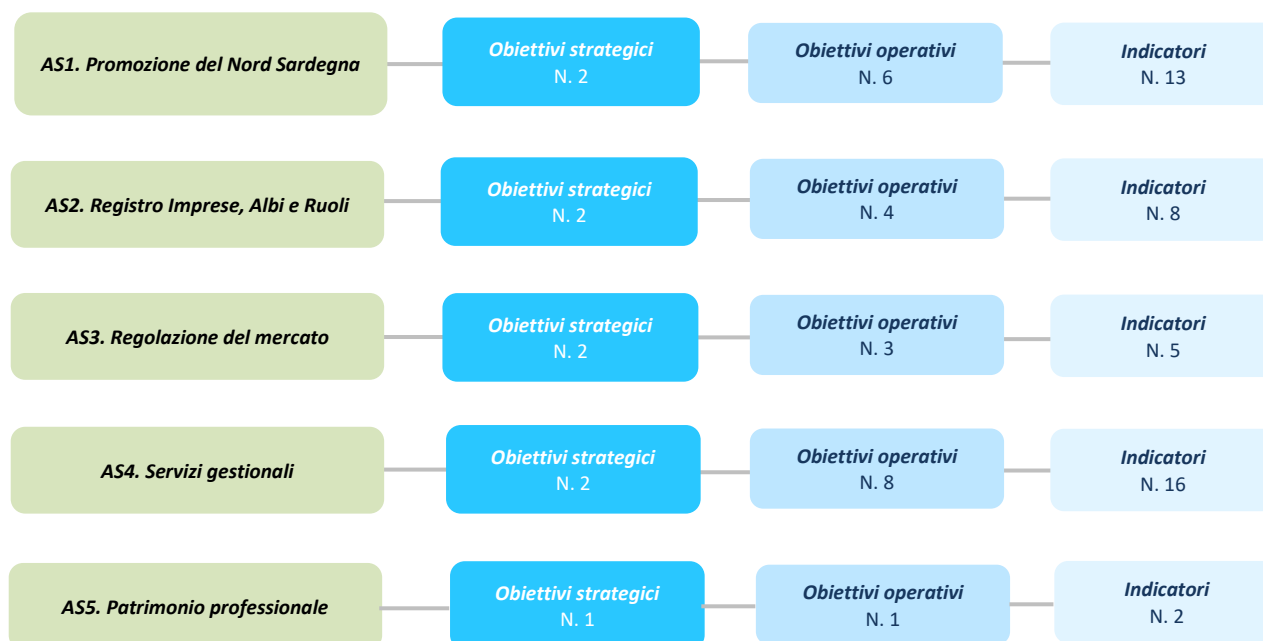 AS1. Promozione del Nord Sardegna
Obiettivi strategici
N. 2
Obiettivi operativi
N. 6
Indicatori
N. 13
AS2. Registro Imprese, Albi e Ruoli
Obiettivi strategici
N. 2
Obiettivi operativi
N. 4
Indicatori
N. 8
AS3. Regolazione del mercato
Obiettivi strategici
N. 2
Obiettivi operativi
N. 3
Indicatori
N. 5
AS4. Servizi gestionali
Obiettivi strategici
N. 2
Obiettivi operativi
N. 8
Indicatori
N. 16
AS5. Patrimonio professionale
Obiettivi strategici
N. 1
Obiettivi operativi
N. 1
Indicatori
N. 2